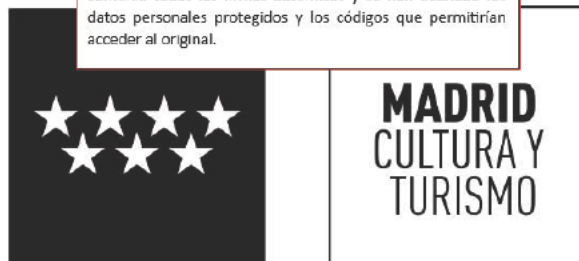 datos personales protegidos y los códigos que permitirían
acceder al original.
MADRID
CULTURA Y
TURISMO